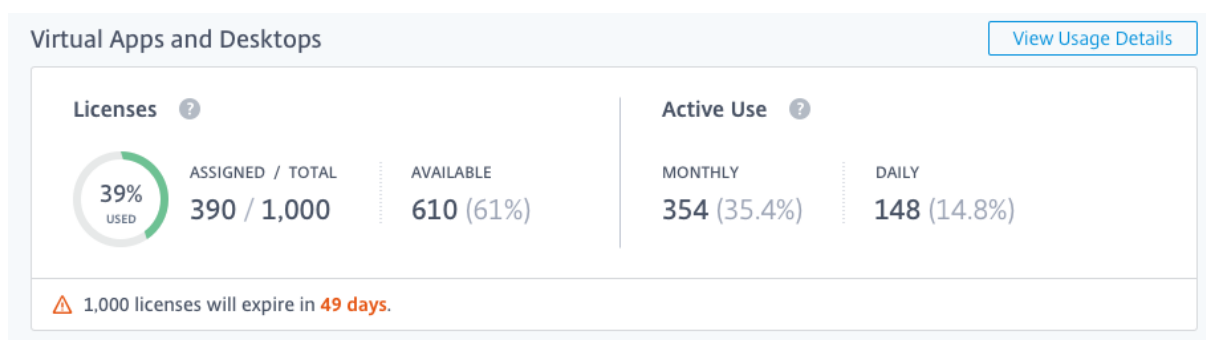 Virtual Apps and Desktops
View Usage Details
Licenses ?
39%
USED
ASSIGNED / TOTAL
390 / 1,000
AVAILABLE
610 (61%)
Active Use ?
MONTHLY
354 (35.4%)
DAILY
148 (14.8%)
1,000 licenses will expire in 49 days.